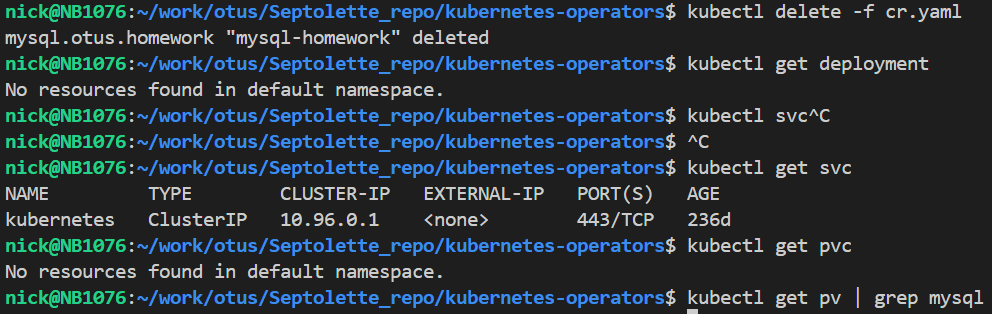 nick@NB1076:~/work/otus/Septolette_repo/kubernetes-operators$ kubectl delete -f cr.yaml
mysql.otus.homework "mysql-homework" deleted
nick@NB1076:~/work/otus/Septolette_repo/kubernetes-operators$ kubectl get deployment
No resources found in default namespace.
nick@NB1076:~/work/otus/Septolette_repo/kubernetes-operators$ kubectl svc^C
nick@NB1076:~/work/otus/Septolette_repo/kubernetes-operators$ ^C
nick@NB1076:~/work/otus/Septolette_repo/kubernetes-operators$ kubectl get svc
NAME         TYPE        CLUSTER-IP   EXTERNAL-IP   PORT(S)   AGE
kubernetes   ClusterIP   10.96.0.1    <none>        443/TCP   236d
nick@NB1076:~/work/otus/Septolette_repo/kubernetes-operators$ kubectl get pvc
No resources found in default namespace.
nick@NB1076:~/work/otus/Septolette_repo/kubernetes-operators$ kubectl get pv | grep mysql